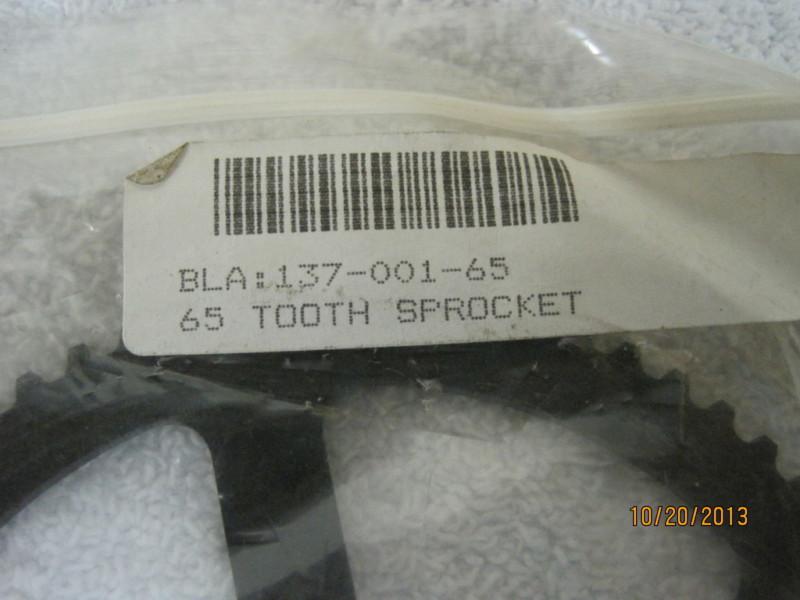 BLA:137-001-65
65 TOOTH SPROCKET
10/20/2013